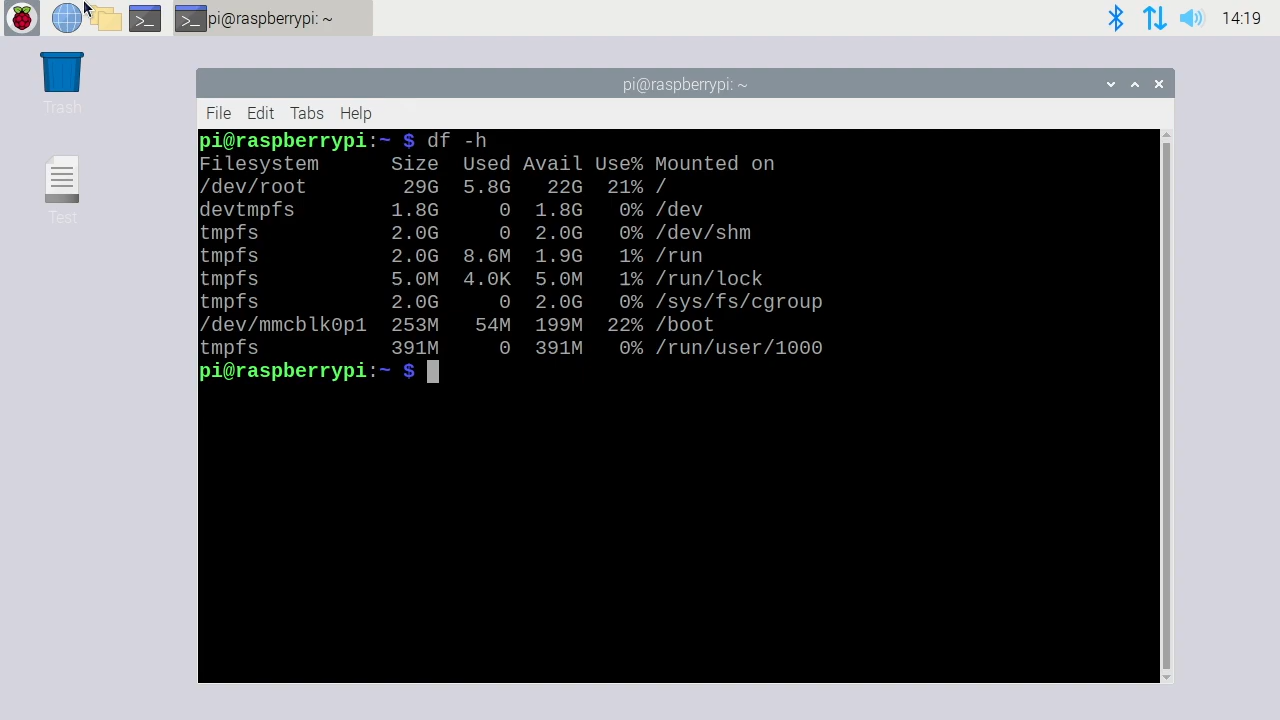 pi@raspberrypi: ~
14:19
Trash
Test
pi@raspberrypi: ~
File Edit Tabs Help
pi@raspberrypi:~ $ df -h
Filesystem      Size  Used Avail Use% Mounted on
/dev/root        29G  5.8G   22G  21% /
devtmpfs        1.8G     0  1.8G   0% /dev
tmpfs           2.0G     0  2.0G   0% /dev/shm
tmpfs           2.0G  8.6M  1.9G   1% /run
tmpfs           5.0M  4.0K  5.0M   1% /run/lock
tmpfs           2.0G     0  2.0G   0% /sys/fs/cgroup
/dev/mmcblk0p1  253M   54M  199M  22% /boot
tmpfs           391M     0  391M   0% /run/user/1000
pi@raspberrypi:~ $